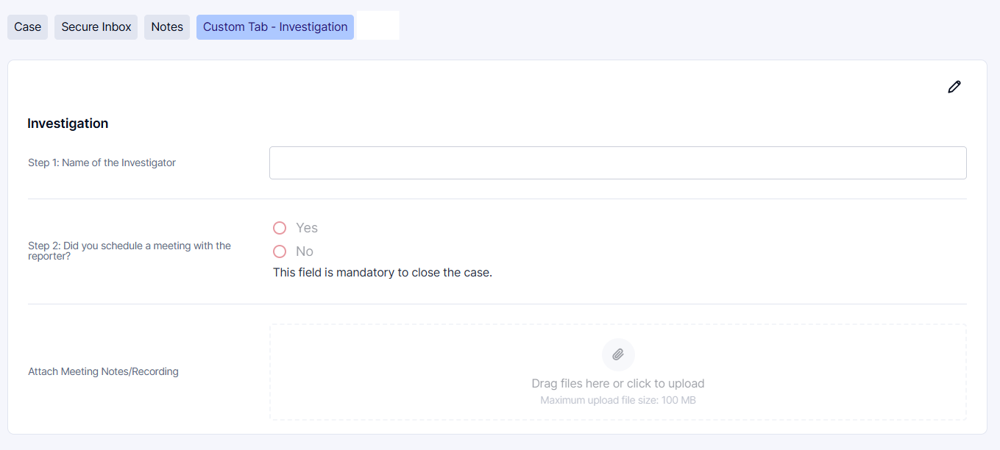 Case Secure Inbox Notes Custom Tab - Investigation
Investigation
Step 1: Name of the Investigator
Step 2: Did you schedule a meeting with the
reporter?
Yes
No
This field is mandatory to close the case.
Attach Meeting Notes/Recording
Drag files here or click to upload
Maximum upload file size: 100 MB